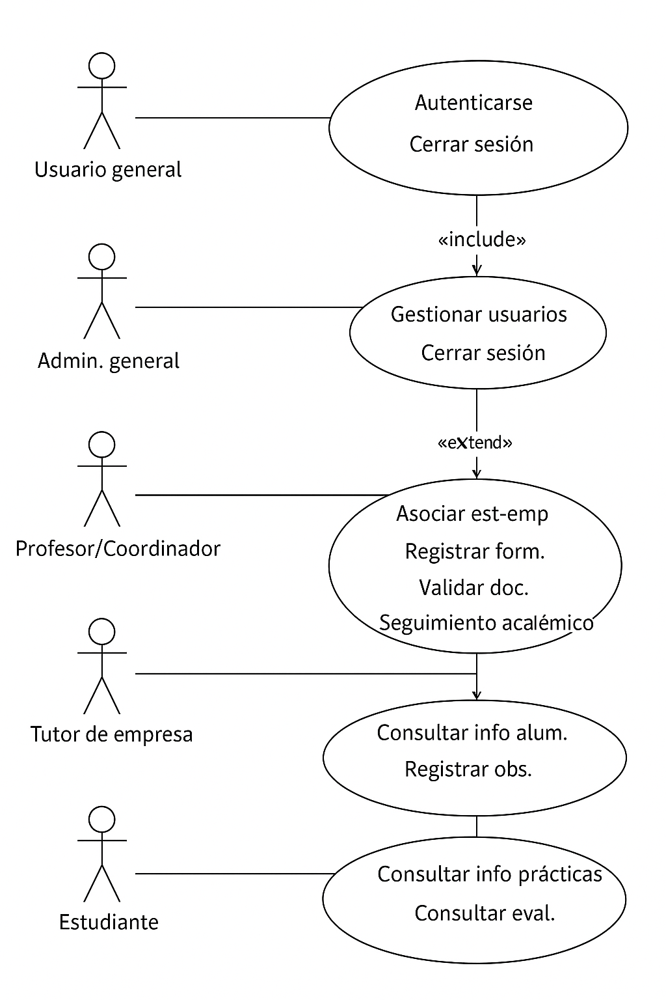 Autenticarse
Cerrar sesión
Usuario general
«include»
Gestionar usuarios
Cerrar sesión
Admin. general
«extend»
Asociar est-emp
Registrar form.
Profesor/Coordinador
Validar doc.
Seguimiento acalémico
Consultar info alum.
Tutor de empresa
Registrar obs.
Consultar info prácticas
Consultar eval.
Estudiante